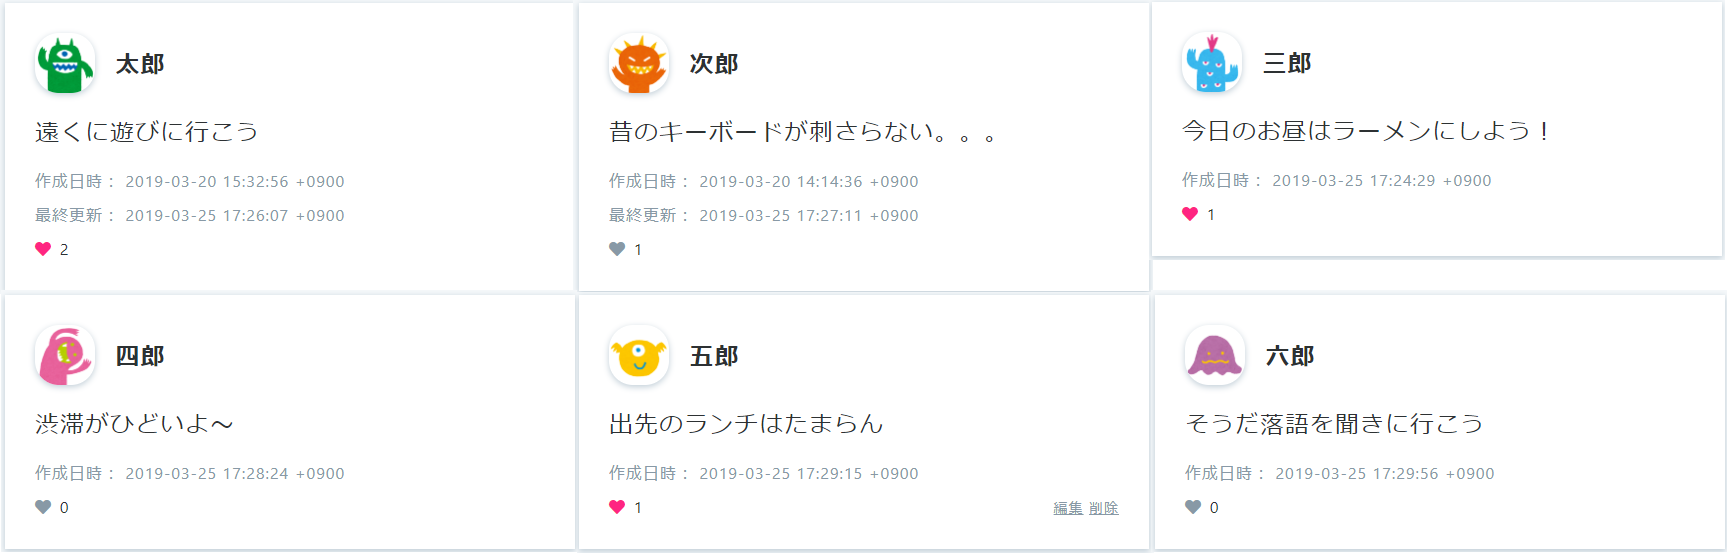 太郎
遠くに遊びに行こう
作成日時： 2019-03-20 15:32:56 +0900
最終更新： 2019-03-25 17:26:07 +0900
2
次郎
昔のキーボードが刺さらない。。。
作成日時： 2019-03-20 14:14:36 +0900
最終更新： 2019-03-25 17:27:11 +0900
1
三郎
今日のお昼はラーメンにしよう！
作成日時： 2019-03-25 17:24:29 +0900
1
四郎
渋滞がひどいよ～
作成日時： 2019-03-25 17:28:24 +0900
0
五郎
出先のランチはたまらん
作成日時： 2019-03-25 17:29:15 +0900
1 編集 削除
六郎
そうだ落語を聞きに行こう
作成日時： 2019-03-25 17:29:56 +0900
0